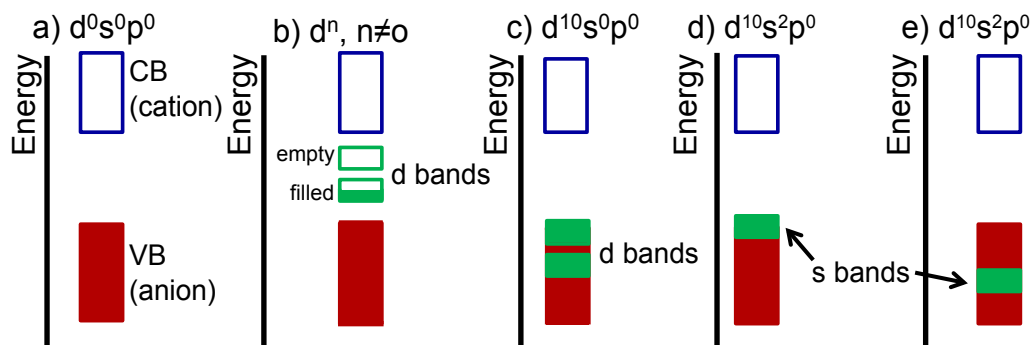 a) d⁰s⁰p⁰
b) dⁿ, n≠o
c) d¹⁰s⁰p⁰
d) d¹⁰s²p⁰
e) d¹⁰s²p⁰
Energy
CB
(cation)
VB
(anion)
Energy
empty
filled
d bands
Energy
d bands
Energy
s bands
Energy